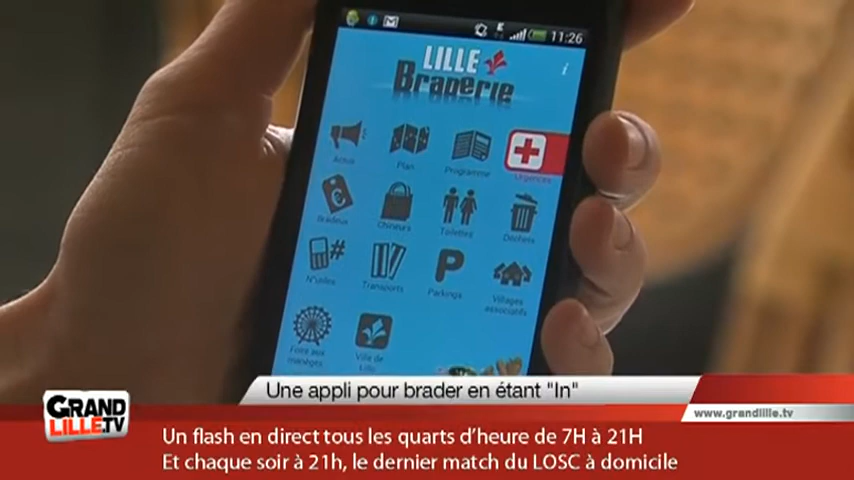 11:26
LILLE
Braderie
i
Actus
Plan
Programme
Urgences
Bradeux
Chineurs
Toilettes
Déchets
€
#
P
N°utiles
Transports
Parkings
Villages
associatifs
Foire aux
manèges
Ville de
Lille
Une appli pour brader en étant "In"
GRAND
LILLE.TV
www.grandlille.tv
Un flash en direct tous les quarts d'heure de 7H à 21H
Et chaque soir à 21h, le dernier match du LOSC à domicile